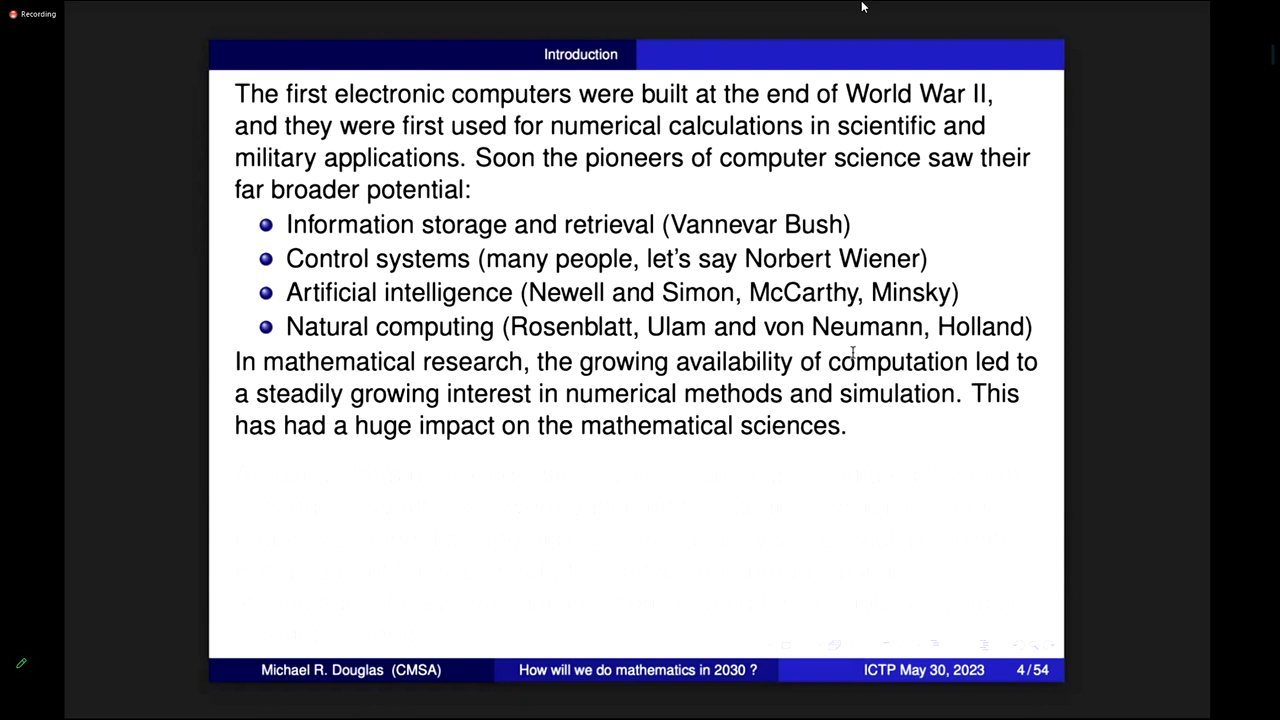 Recording
Introduction
The first electronic computers were built at the end of World War II,
and they were first used for numerical calculations in scientific and
military applications. Soon the pioneers of computer science saw their
far broader potential:
Information storage and retrieval (Vannevar Bush)
Control systems (many people, let's say Norbert Wiener)
Artificial intelligence (Newell and Simon, McCarthy, Minsky)
Natural computing (Rosenblatt, Ulam and von Neumann, Holland)
In mathematical research, the growing availability of computation led to
a steadily growing interest in numerical methods and simulation. This
has had a huge impact on the mathematical sciences.
Michael R. Douglas (CMSA) How will we do mathematics in 2030 ? ICTP May 30, 2023 4/54